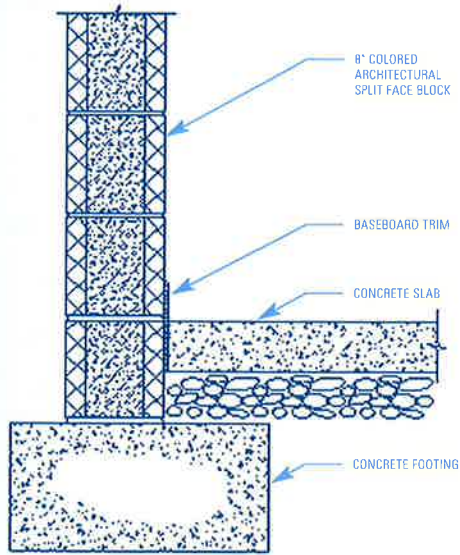 8" COLORED
ARCHITECTURAL
SPLIT FACE BLOCK
BASEBOARD TRIM
CONCRETE SLAB
CONCRETE FOOTING